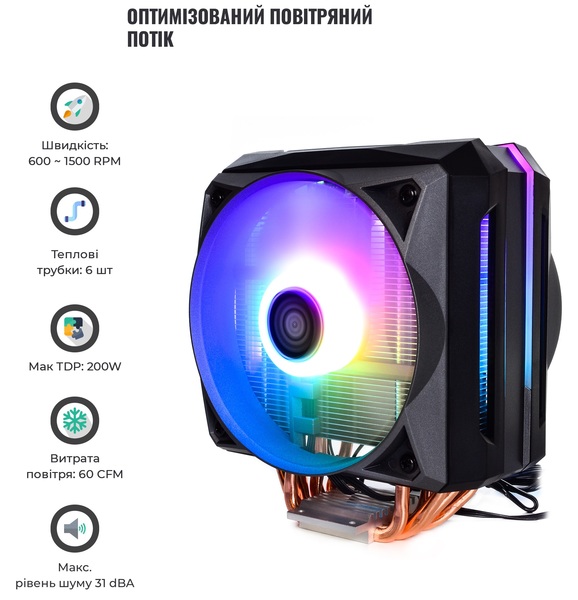 ОПТИМІЗОВАНИЙ ПОВІТРЯНИЙ
ПОТІК
Швидкість:
600 ~ 1500 RPM
Теплові
трубки: 6 шт
Мак TDP: 200W
Витрата
повітря: 60 CFM
Макс.
рівень шуму 31 dBA